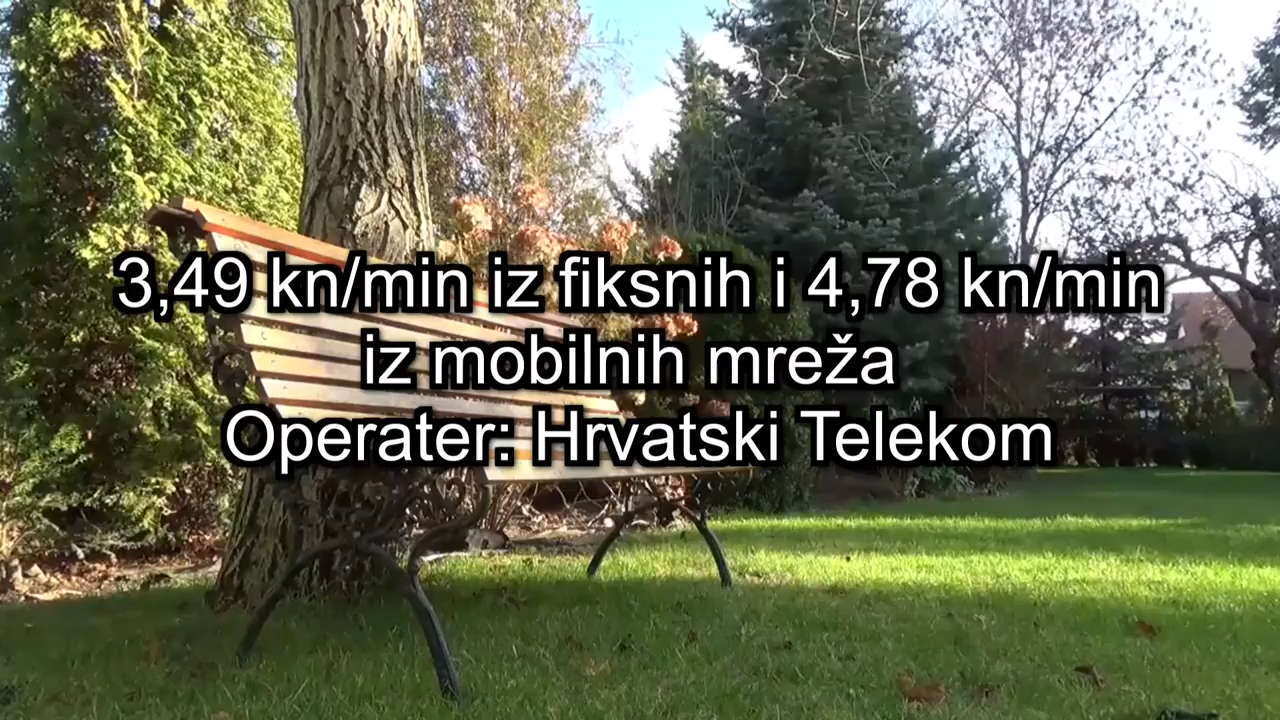 3,49 kn/min iz fiksnih i 4,78 kn/min
iz mobilnih mreža
Operater: Hrvatski Telekom